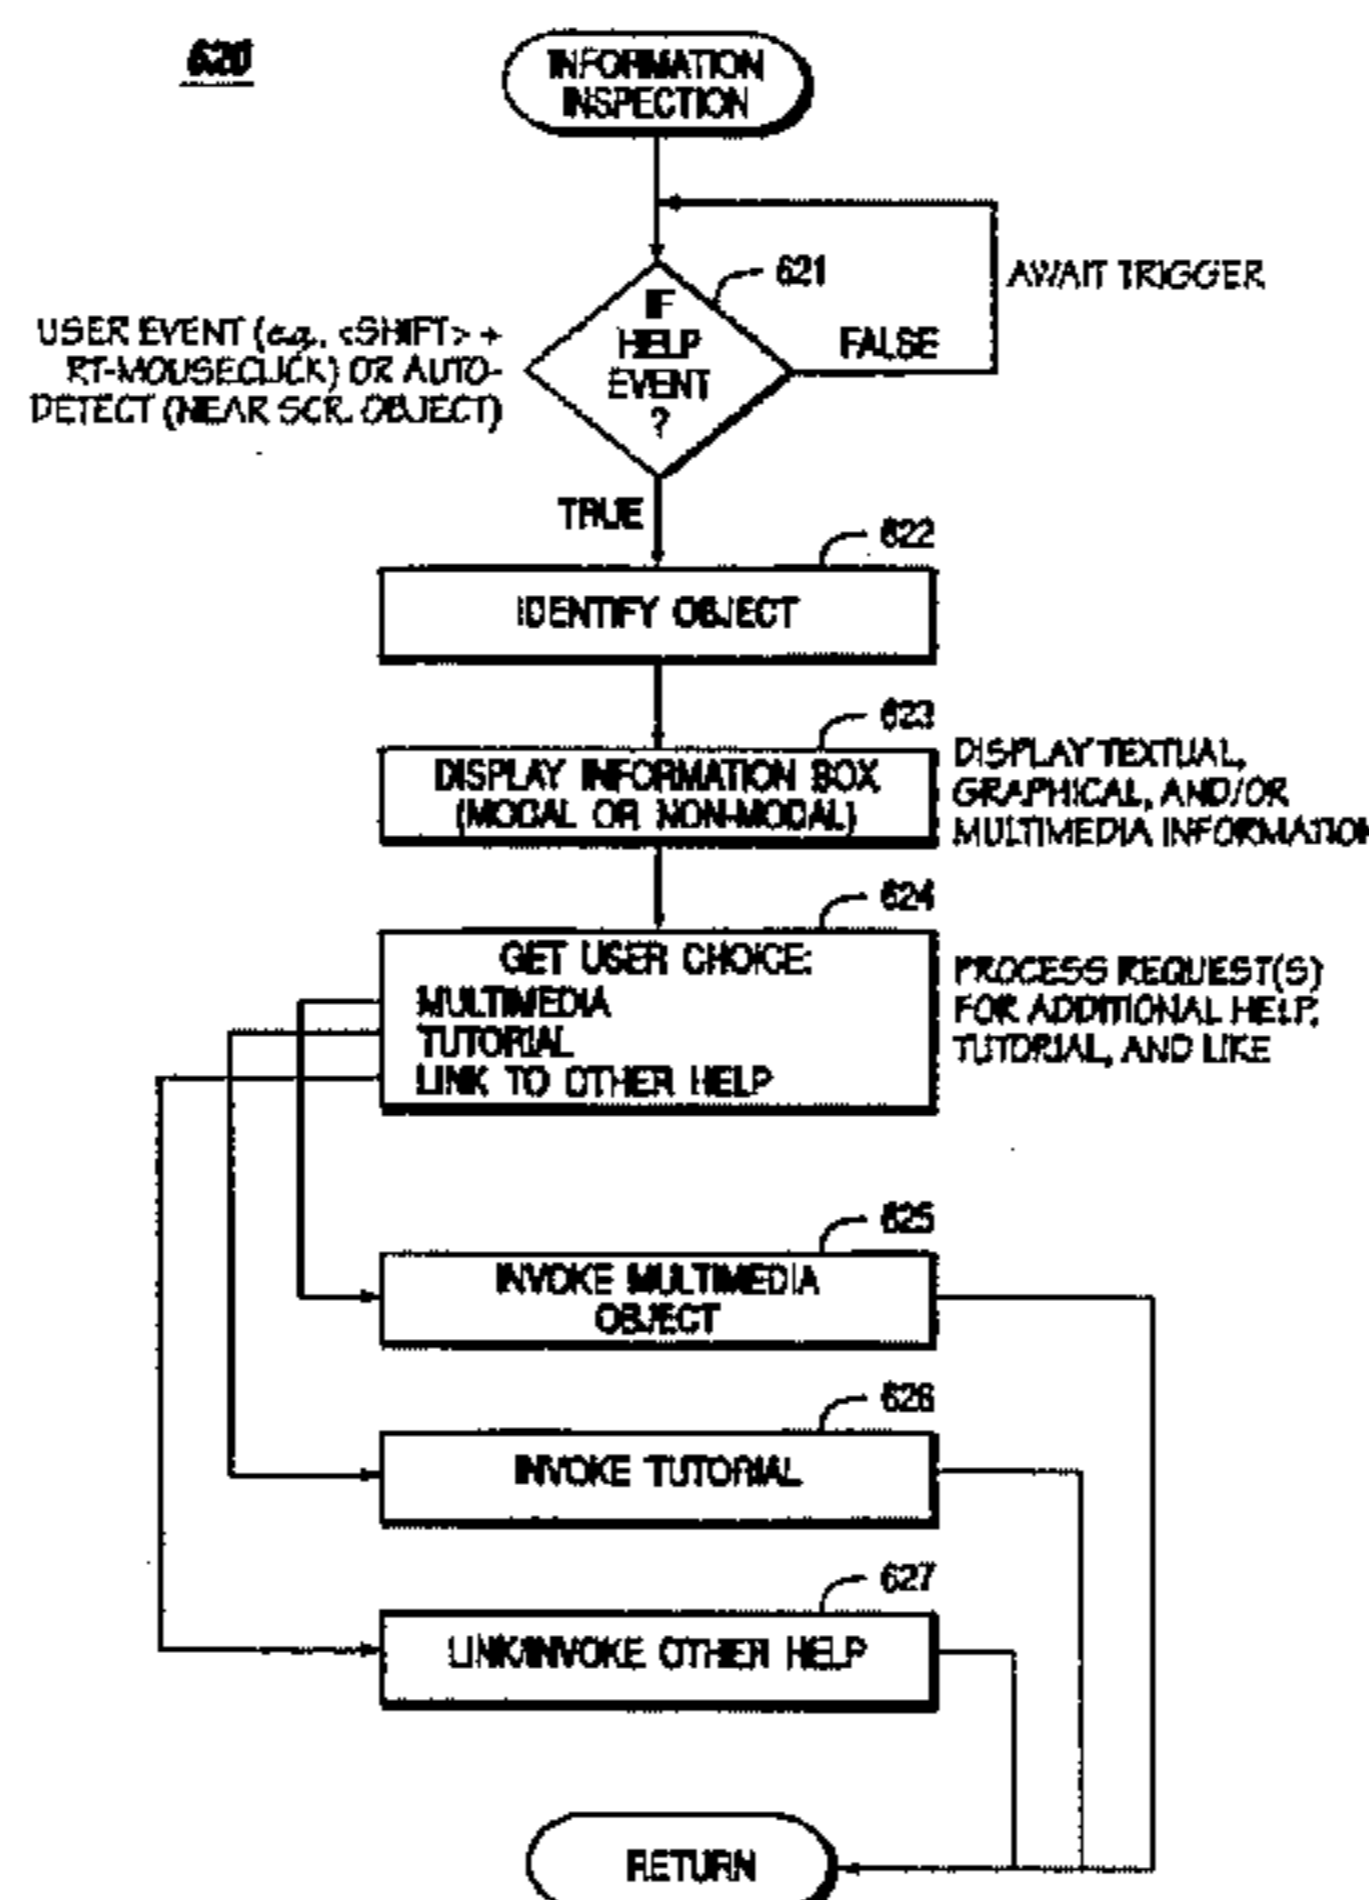 620
INFORMATION
INSPECTION
621
AWAIT TRIGGER
IF
HELP
EVENT
?
FALSE
USER EVENT (e.g., <SHIFT> +
RT-MOUSECLICK) OR AUTO-
DETECT (NEAR SCR. OBJECT)
TRUE
622
IDENTIFY OBJECT
623
DISPLAY INFORMATION BOX
(MODAL OR NON-MODAL)
DISPLAY TEXTUAL,
GRAPHICAL, AND/OR
MULTIMEDIA INFORMATION
624
GET USER CHOICE:
MULTIMEDIA
TUTORIAL
LINK TO OTHER HELP
PROCESS REQUEST(S)
FOR ADDITIONAL HELP,
TUTORIAL, AND LIKE
625
INVOKE MULTIMEDIA
OBJECT
626
INVOKE TUTORIAL
627
LINK/INVOKE OTHER HELP
RETURN